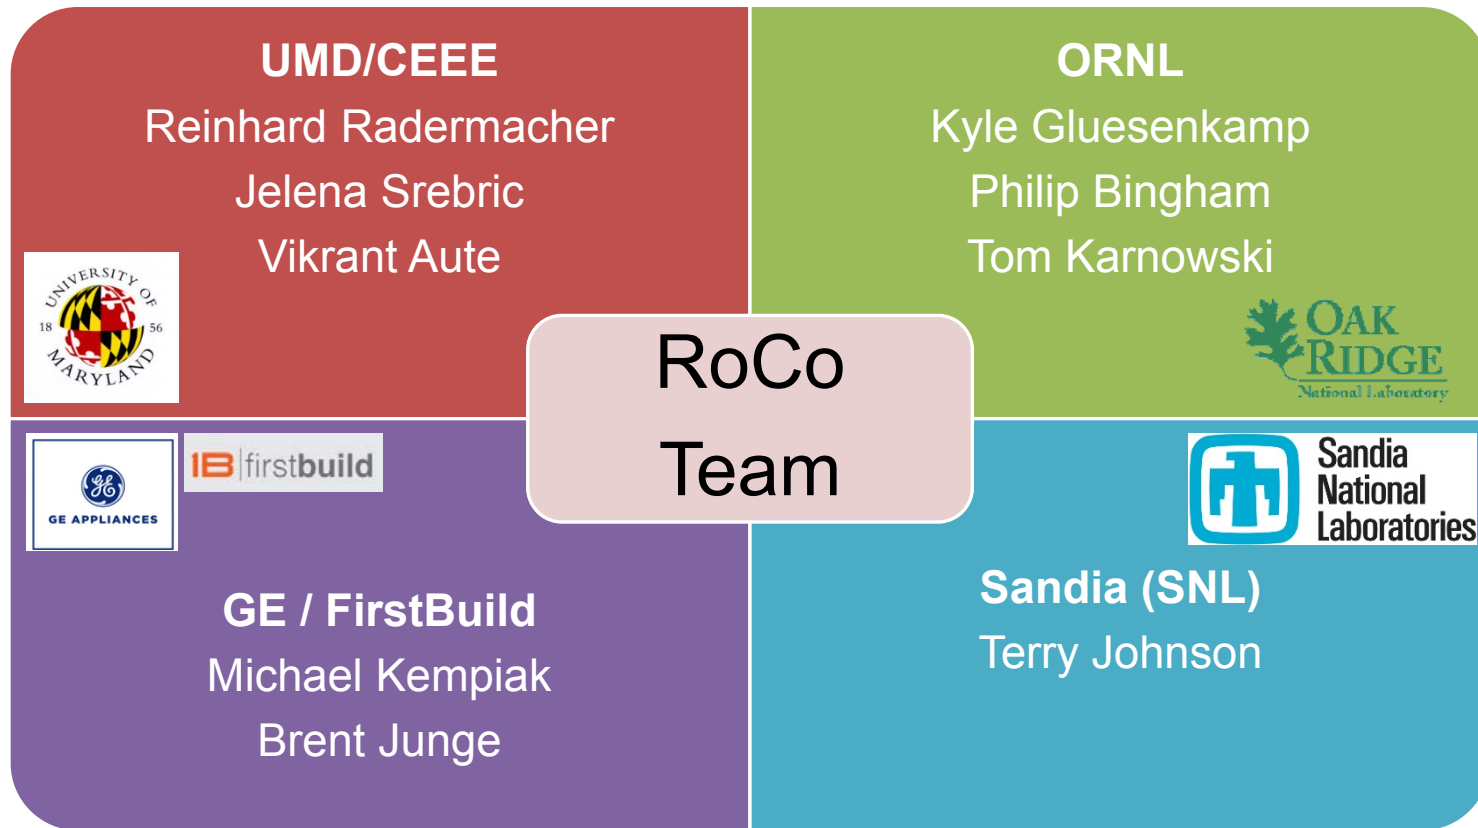 UMD/CEEE
Reinhard Radermacher
Jelena Srebric
Vikrant Aute
UNIVERSITY OF
18 56
MARYLAND
ORNL
Kyle Gluesenkamp
Philip Bingham
Tom Karnowski
OAK
RIDGE
National Laboratory
RoCo
Team
GE
GE APPLIANCES
1B firstbuild
GE / FirstBuild
Michael Kempiak
Brent Junge
Sandia
National
Laboratories
Sandia (SNL)
Terry Johnson